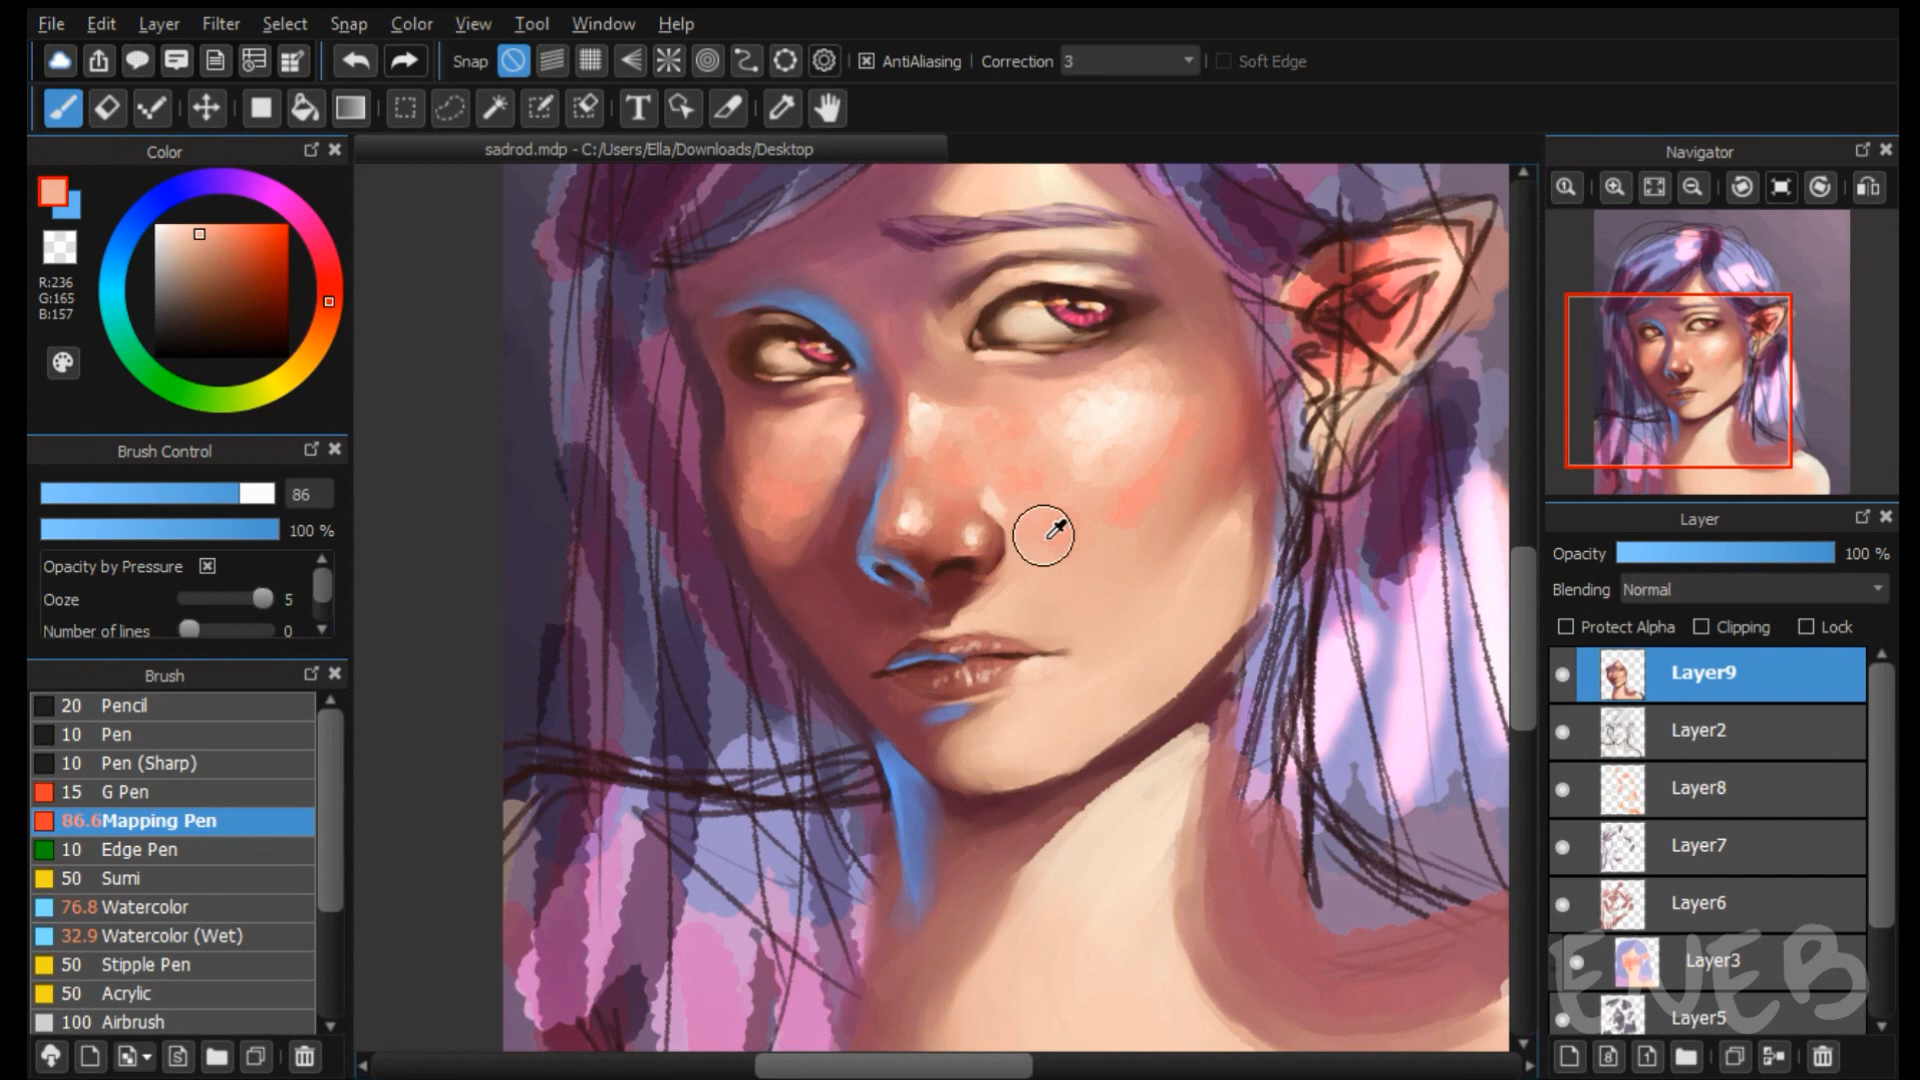 File Edit Layer Filter Select Snap Color View Tool Window Help
Snap AntiAliasing Correction 3 Soft Edge
T
Color
sadrod.mdp - C:/Users/Ella/Downloads/Desktop
Navigator
R:236
G:165
B:157
Brush Control
86
100 %
Opacity by Pressure
Ooze 5
Number of lines 0
Brush
20 Pencil
10 Pen
10 Pen (Sharp)
15 G Pen
86.6 Mapping Pen
10 Edge Pen
50 Sumi
76.8 Watercolor
32.9 Watercolor (Wet)
50 Stipple Pen
50 Acrylic
100 Airbrush
Layer
Opacity 100 %
Blending Normal
Protect Alpha Clipping Lock
Layer9
Layer2
Layer8
Layer7
Layer6
Layer3
Layer5
ENEB